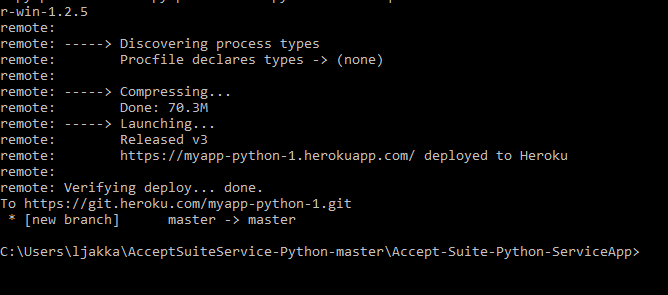 r-win-1.2.5
remote:
remote: -----> Discovering process types
remote:        Procfile declares types -> (none)
remote:
remote: -----> Compressing...
remote:        Done: 70.3M
remote: -----> Launching...
remote:        Released v3
remote:        https://myapp-python-1.herokuapp.com/ deployed to Heroku
remote:
remote: Verifying deploy... done.
To https://git.heroku.com/myapp-python-1.git
 * [new branch]      master -> master
C:\Users\ljakka\AcceptSuiteService-Python-master\Accept-Suite-Python-ServiceApp>